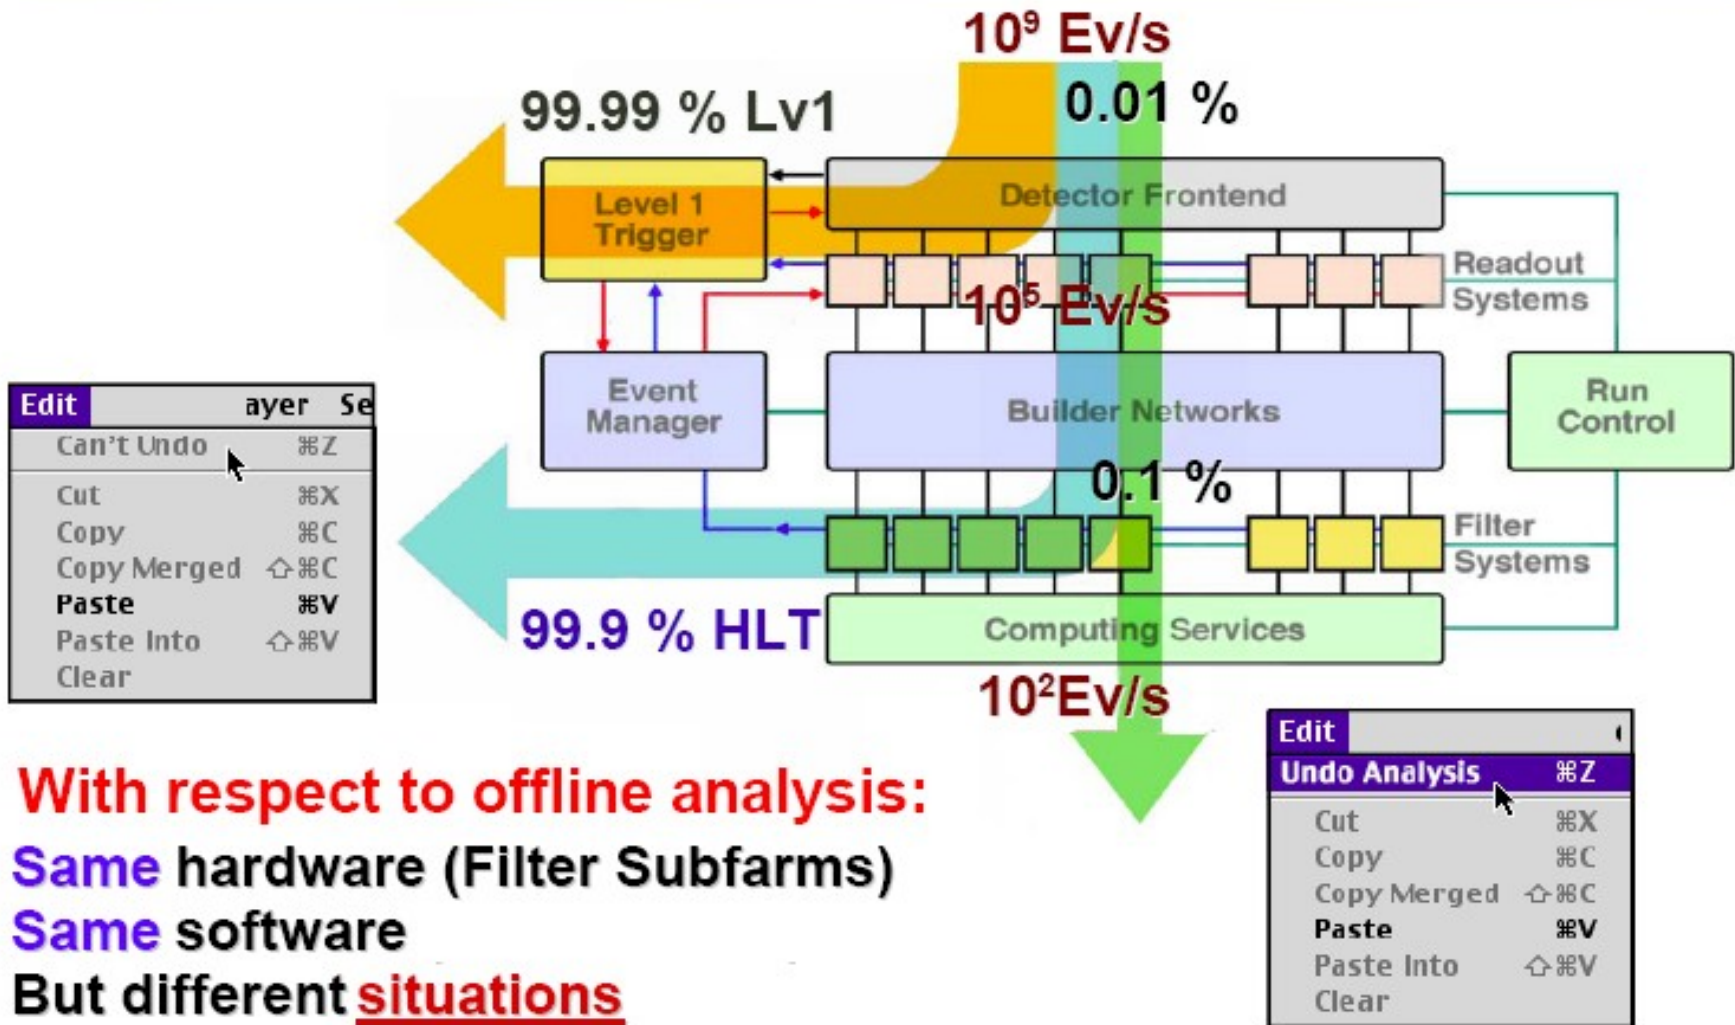 10⁹ Ev/s
99.99 % Lv1
0.01 %
Level 1
Trigger
Detector Frontend
Readout
Systems
10⁵ Ev/s
Event
Manager
Builder Networks
Run
Control
0.1 %
Filter
Systems
99.9 % HLT
Computing Services
10²Ev/s
Edit ayer Se
Can't Undo ⌘Z
Cut ⌘X
Copy ⌘C
Copy Merged ⇧⌘C
Paste ⌘V
Paste Into ⇧⌘V
Clear
Edit
Undo Analysis ⌘Z
Cut ⌘X
Copy ⌘C
Copy Merged ⇧⌘C
Paste ⌘V
Paste Into ⇧⌘V
Clear
With respect to offline analysis:
Same hardware (Filter Subfarms)
Same software
But different situations